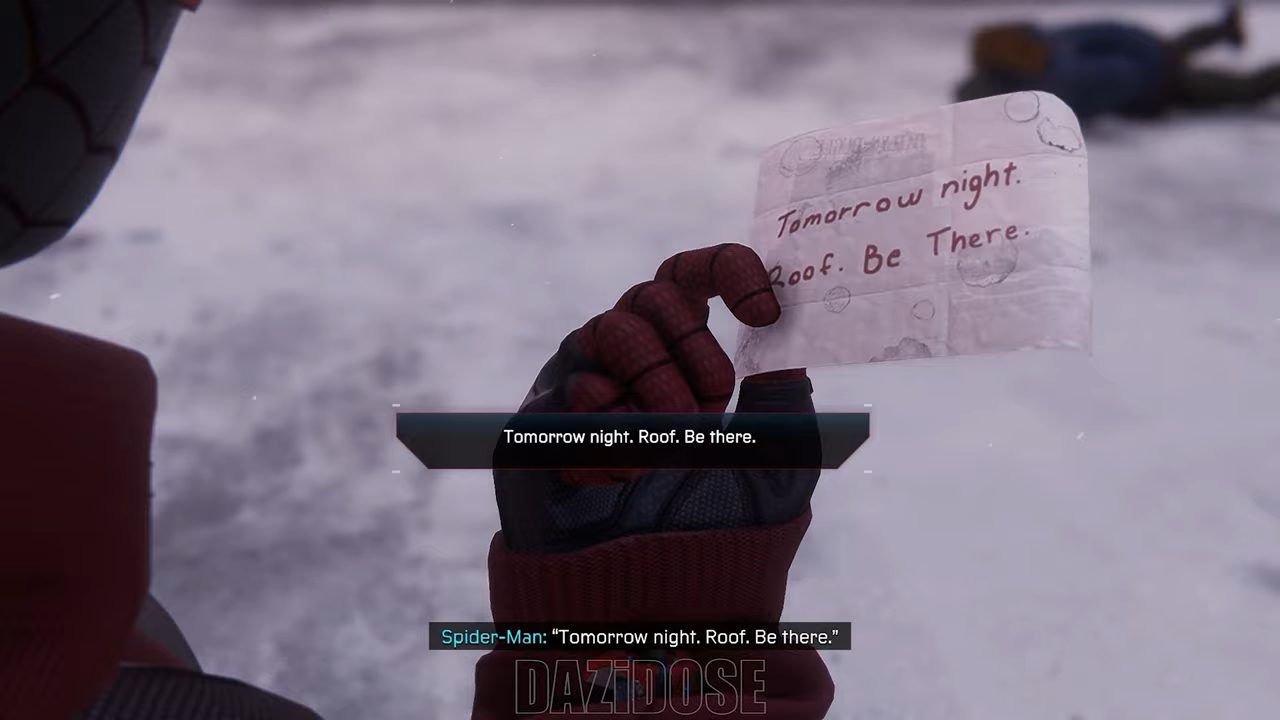 Tomorrow night.
Roof. Be There.
Tomorrow night. Roof. Be there.
Spider-Man: “Tomorrow night. Roof. Be there.”
DAZiDOSE